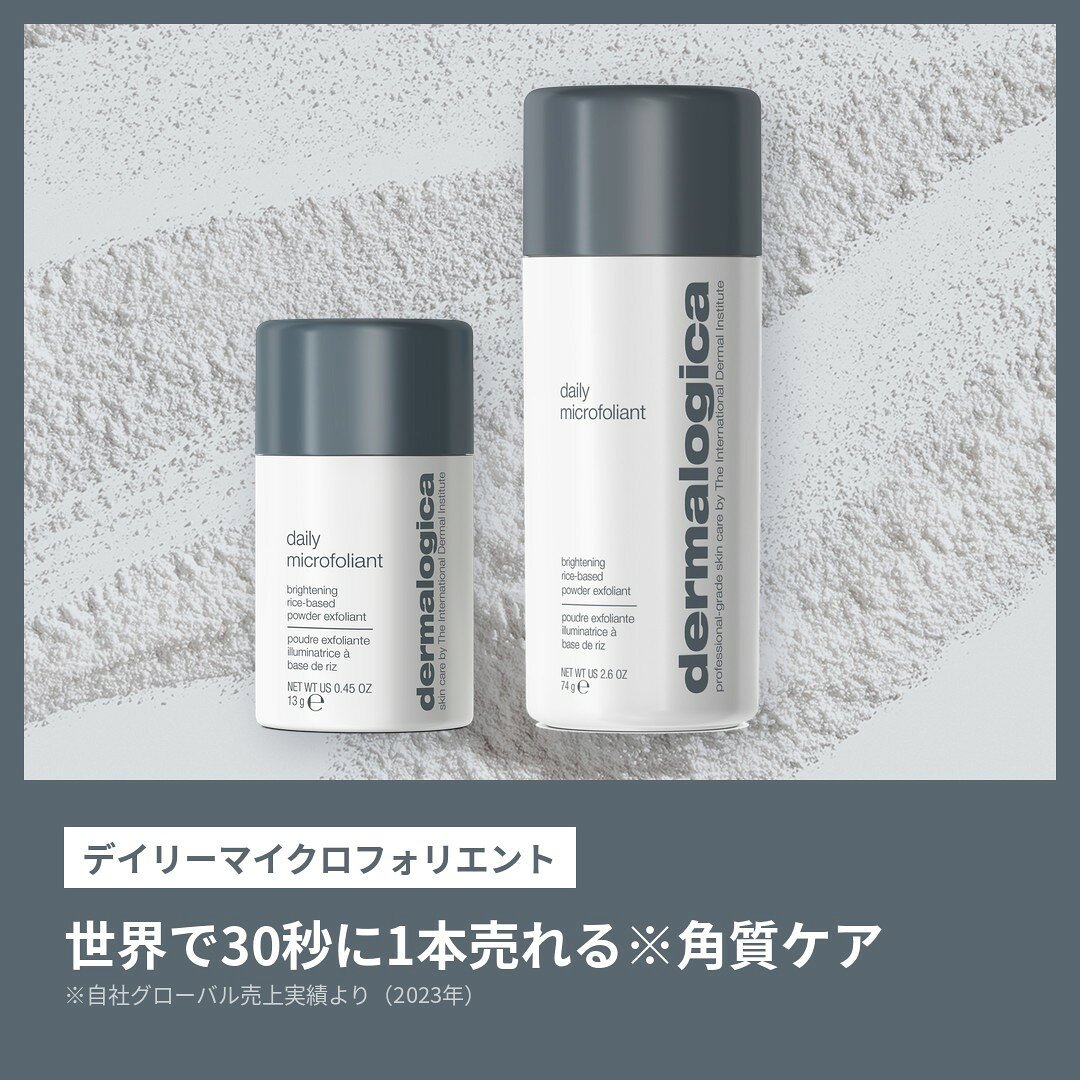 daily
microfoliant
brightening
rice-based
powder exfoliant
poudre exfoliante
illuminatrice à
base de riz
NET WT US 0.45 OZ
13 g ℮
dermalogica
skin care by The International Dermal Institute
daily
microfoliant
brightening
rice-based
powder exfoliant
poudre exfoliante
illuminatrice à
base de riz
NET WT US 2.6 OZ
74 g ℮
dermalogica
professional-grade skin care by The International Dermal Institute
デイリーマイクロフォリエント
世界で30秒に1本売れる※角質ケア
※自社グローバル売上実績より（2023年）